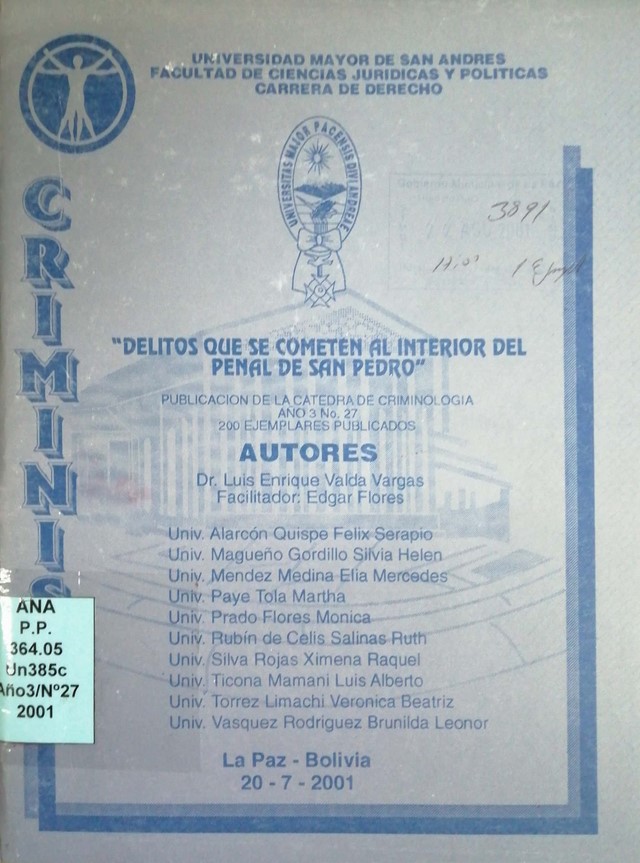 UNIVERSIDAD MAYOR DE SAN ANDRES
FACULTAD DE CIENCIAS JURIDICAS Y POLITICAS
CARRERA DE DERECHO
UNIVERSITAS MAJOR PACENSIS DIVI ANDREAE
3891
CRIMINIS
"DELITOS QUE SE COMETEN AL INTERIOR DEL
PENAL DE SAN PEDRO"
PUBLICACION DE LA CATEDRA DE CRIMINOLOGIA
AÑO 3 No. 27
200 EJEMPLARES PUBLICADOS
AUTORES
Dr. Luis Enrique Valda Vargas
Facilitador: Edgar Flores
Univ. Alarcón Quispe Felix Serapio
Univ. Magueño Gordillo Silvia Helen
Univ. Mendez Medina Elia Mercedes
Univ. Paye Tola Martha
Univ. Prado Flores Monica
Univ. Rubín de Celis Salinas Ruth
Univ. Silva Rojas Ximena Raquel
Univ. Ticona Mamani Luis Alberto
Univ. Torrez Limachi Veronica Beatriz
Univ. Vasquez Rodriguez Brunilda Leonor
ANA
P.P.
364.05
Un385c
Año3/Nº27
2001
La Paz - Bolivia
20 - 7 - 2001